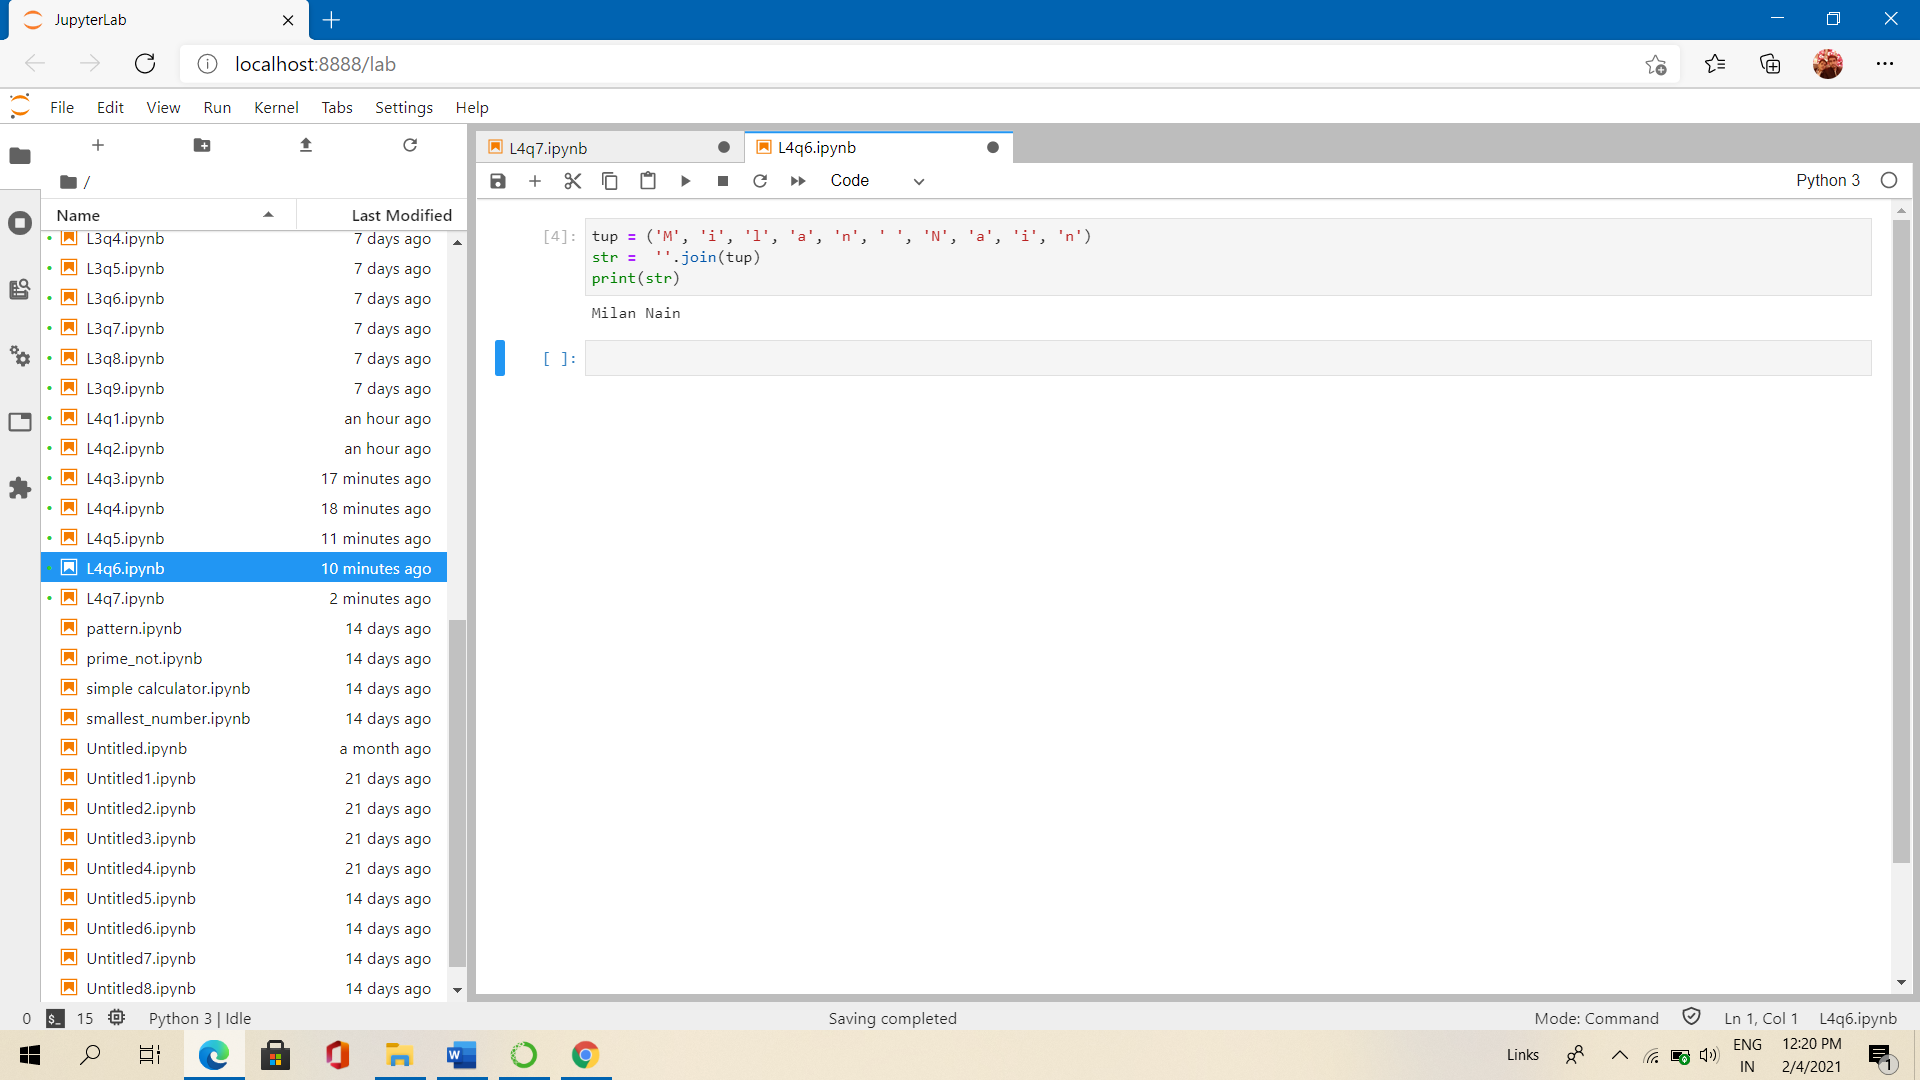 JupyterLab
localhost:8888/lab
File Edit View Run Kernel Tabs Settings Help
/
Name Last Modified
L3q4.ipynb 7 days ago
L3q5.ipynb 7 days ago
L3q6.ipynb 7 days ago
L3q7.ipynb 7 days ago
L3q8.ipynb 7 days ago
L3q9.ipynb 7 days ago
L4q1.ipynb an hour ago
L4q2.ipynb an hour ago
L4q3.ipynb 17 minutes ago
L4q4.ipynb 18 minutes ago
L4q5.ipynb 11 minutes ago
L4q6.ipynb 10 minutes ago
L4q7.ipynb 2 minutes ago
pattern.ipynb 14 days ago
prime_not.ipynb 14 days ago
simple calculator.ipynb 14 days ago
smallest_number.ipynb 14 days ago
Untitled.ipynb a month ago
Untitled1.ipynb 21 days ago
Untitled2.ipynb 21 days ago
Untitled3.ipynb 21 days ago
Untitled4.ipynb 21 days ago
Untitled5.ipynb 14 days ago
Untitled6.ipynb 14 days ago
Untitled7.ipynb 14 days ago
Untitled8.ipynb 14 days ago
L4q7.ipynb L4q6.ipynb
Code Python 3
[4]: tup = ('M', 'i', 'l', 'a', 'n', ' ', 'N', 'a', 'i', 'n')
str =  ''.join(tup)
print(str)
Milan Nain
[ ]:
0 $_ 15 Python 3 | Idle Saving completed Mode: Command Ln 1, Col 1 L4q6.ipynb
W Links ENG 12:20 PM
IN 2/4/2021 1